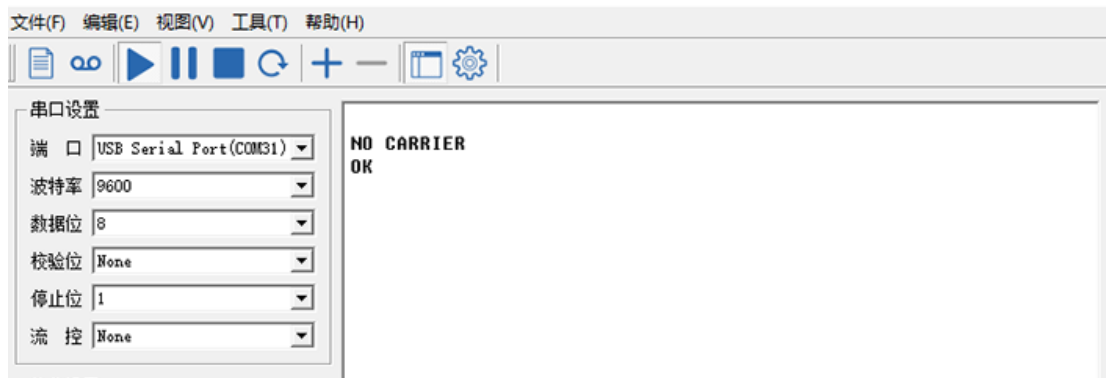 文件(F) 编辑(E) 视图(V) 工具(T) 帮助(H)
串口设置
端 口 USB Serial Port(COM31)
波特率 9600
数据位 8
校验位 None
停止位 1
流 控 None
NO CARRIER
OK